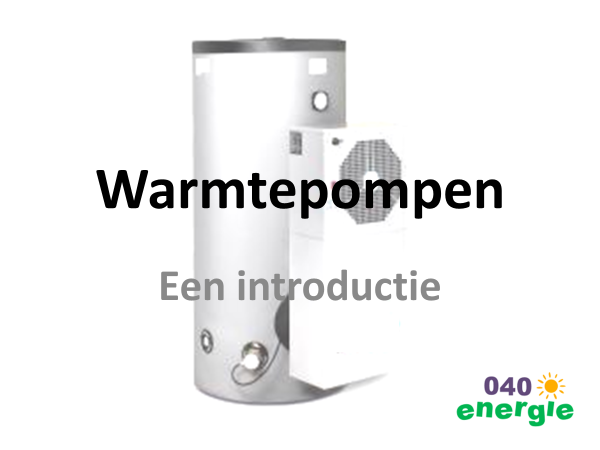 Warmtepompen
Een introductie
040
energie